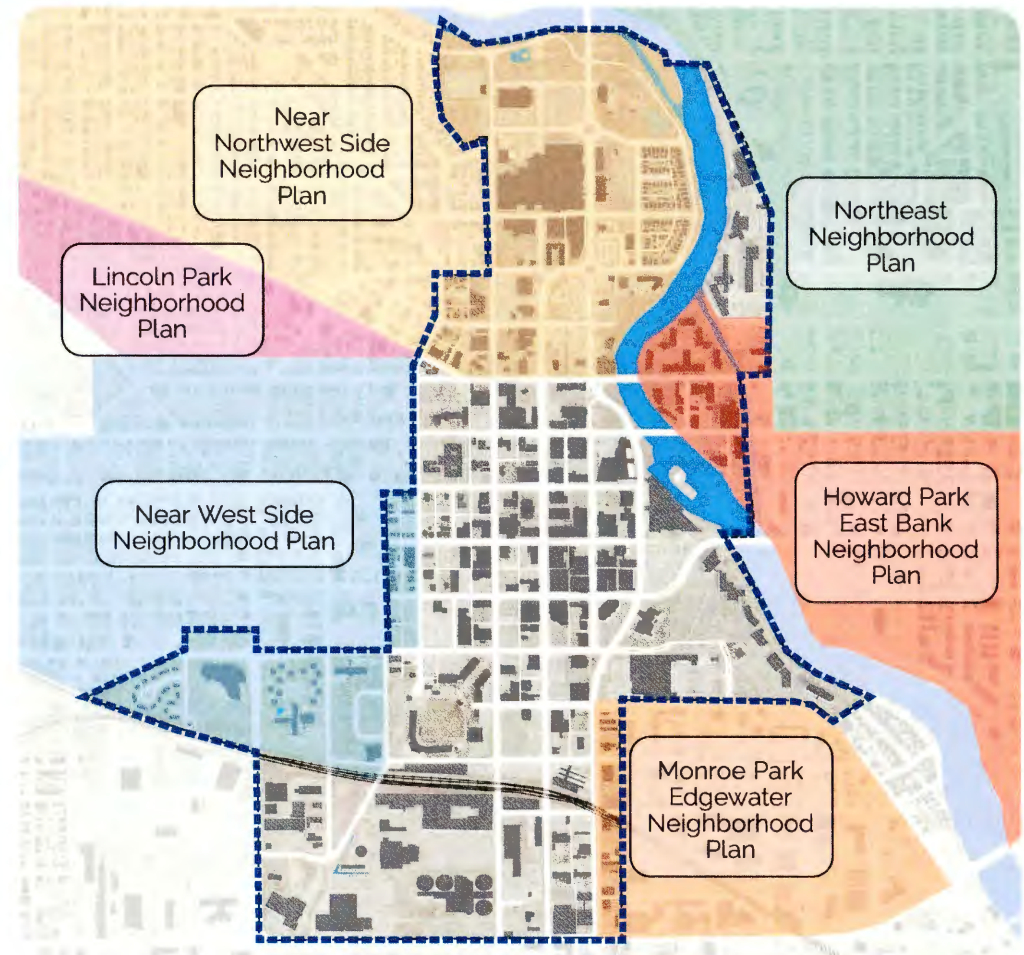 Near
Northwest Side
Neighborhood
Plan
Northeast
Neighborhood
Plan
Lincoln Park
Neighborhood
Plan
Near West Side
Neighborhood Plan
Howard Park
East Bank
Neighborhood
Plan
Monroe Park
Edgewater
Neighborhood
Plan